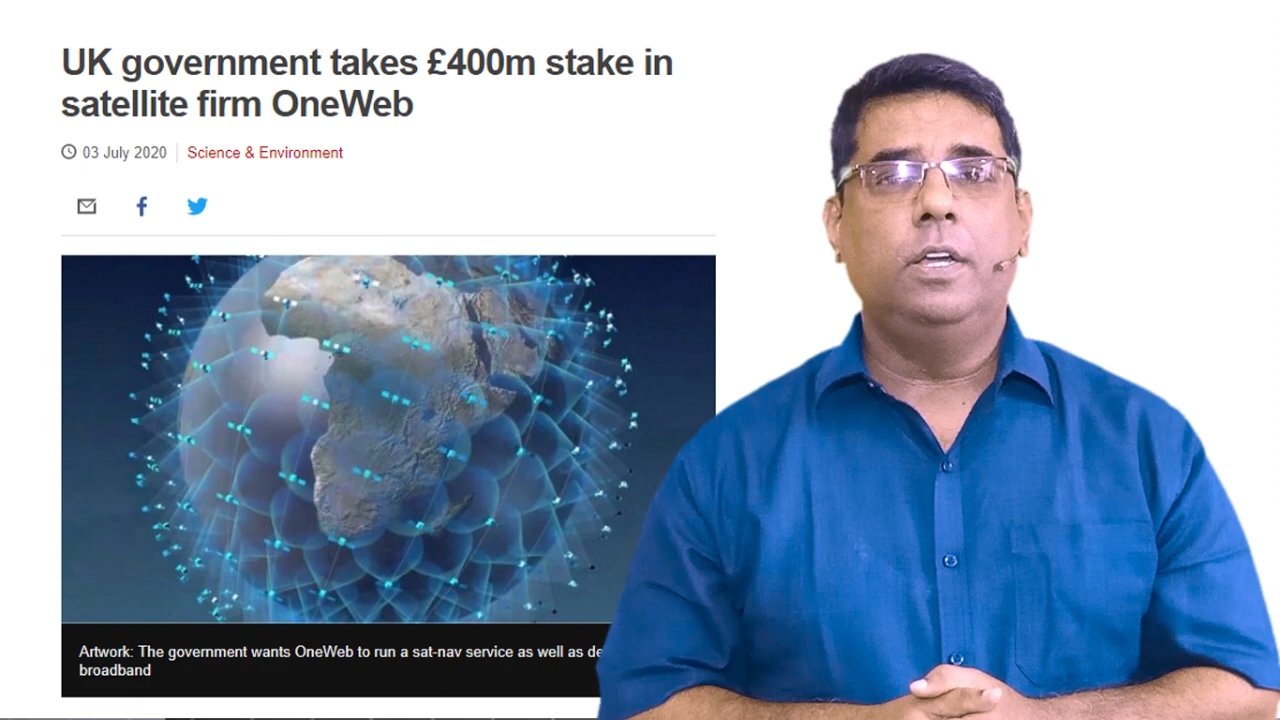 UK government takes £400m stake in
satellite firm OneWeb
03 July 2020
Science & Environment
Artwork: The government wants OneWeb to run a sat-nav service as well as
broadband